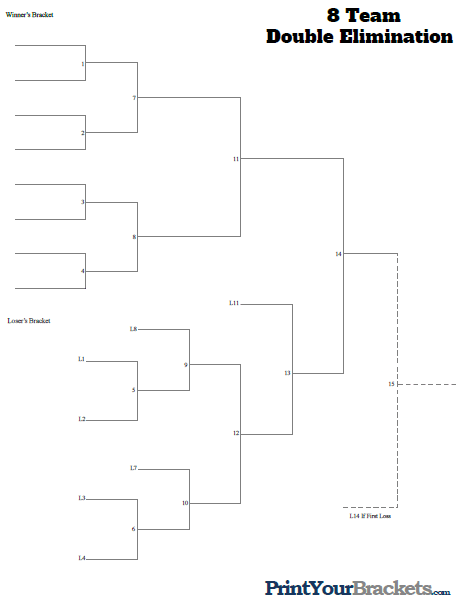 Winner's Bracket
8 Team
Double Elimination
1
7
2
11
3
8
4
14
L11
Loser's Bracket
L8
L1
9
13
5
15
L2
12
L7
L3
10
L14 If First Loss
6
L4
PrintYourBrackets.com